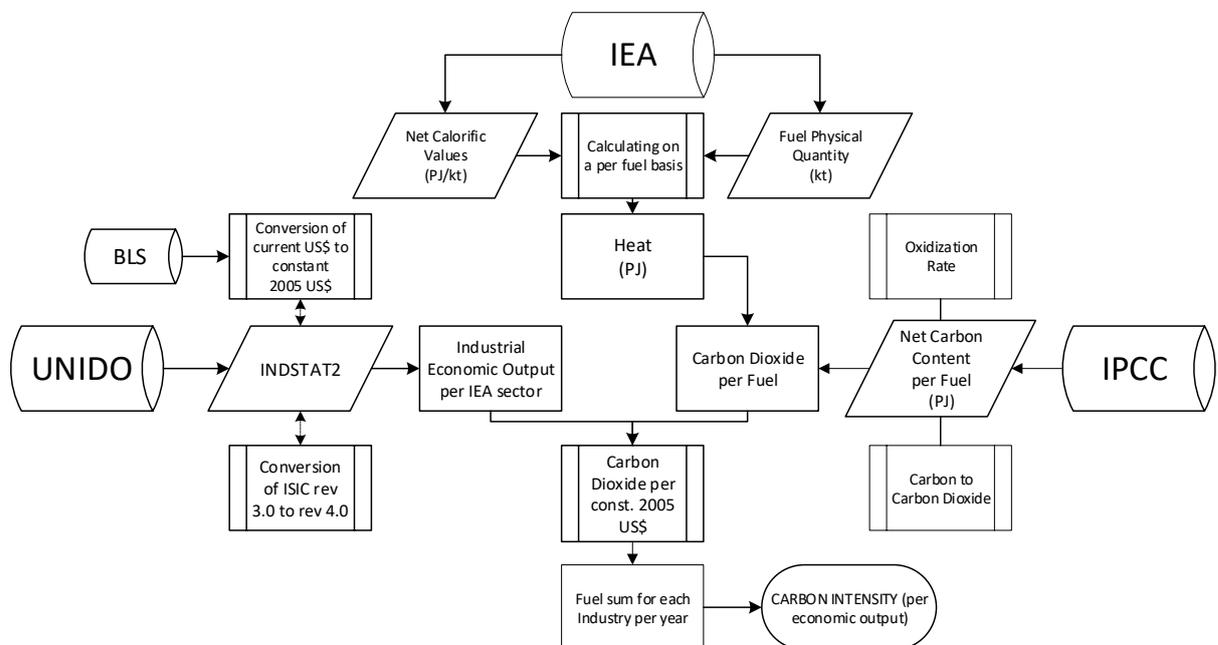 IEA
Net Calorific
Values
(PJ/kt)
Calculating on
a per fuel basis
Fuel Physical
Quantity
(kt)
BLS
Conversion of
current US$ to
constant
2005 US$
Heat
(PJ)
Oxidization
Rate
UNIDO
INDSTAT2
Industrial
Economic Output
per IEA sector
Carbon Dioxide
per Fuel
Net Carbon
Content
per Fuel
(PJ)
IPCC
Conversion
of ISIC rev
3.0 to rev 4.0
Carbon
Dioxide per
const. 2005
US$
Carbon to
Carbon Dioxide
Fuel sum for each
Industry per year
CARBON INTENSITY (per
economic output)